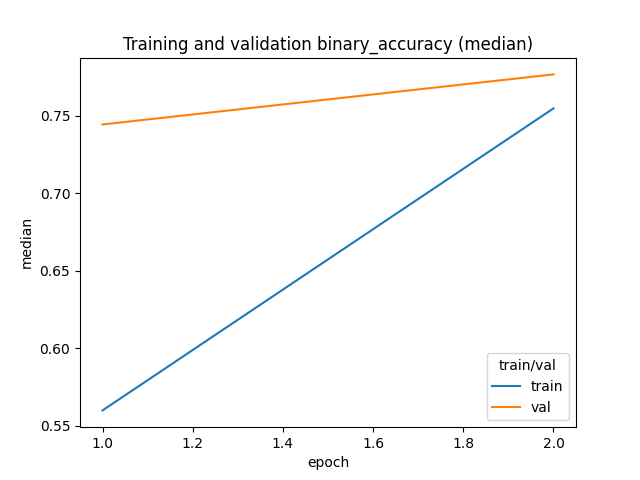 Training and validation binary_accuracy (median)
median
0.75
0.70
0.65
0.60
0.55
1.0 1.2 1.4 1.6 1.8 2.0
epoch
train/val
train
val